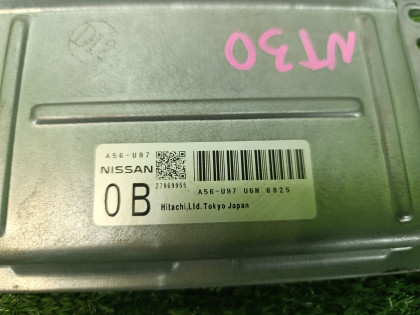 NT30
A56-U97
NISSAN
27969955
0B
A56-U97 U6N 6825
Hitachi,Ltd.Tokyo Japan